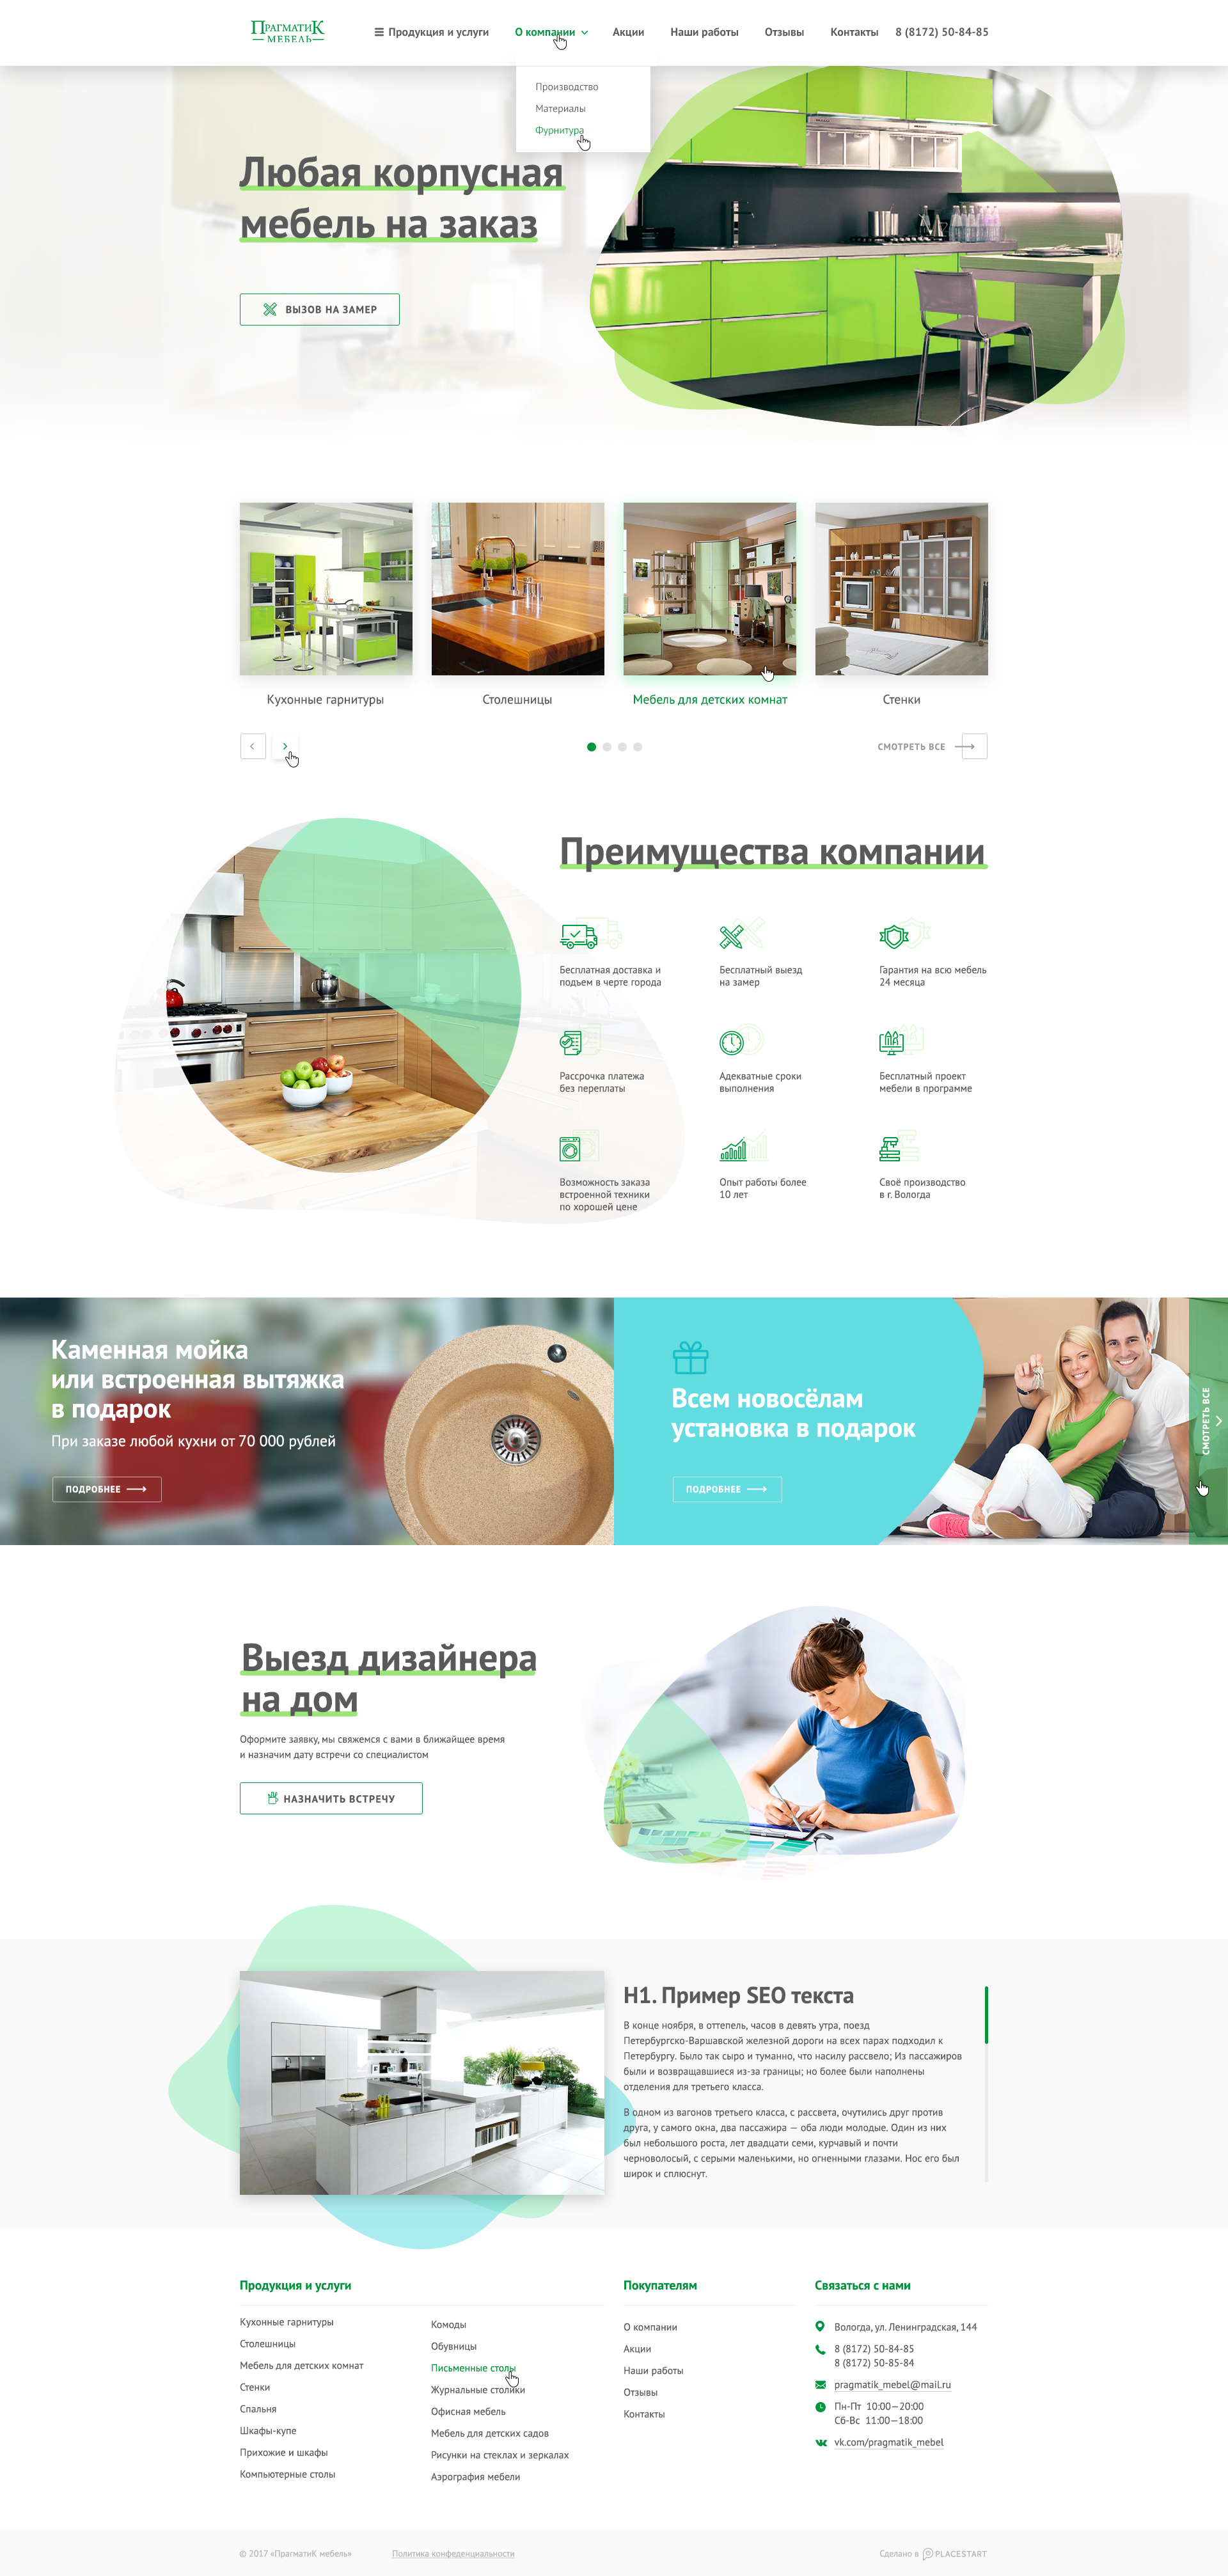 ПрагматиК
МЕБЕЛЬ
Продукция и услуги
О компании
Акции
Наши работы
Отзывы
Контакты
8 (8172) 50-84-85
Производство
Материалы
Фурнитура
Любая корпусная
мебель на заказ
ВЫЗОВ НА ЗАМЕР
Кухонные гарнитуры
Столешницы
Мебель для детских комнат
Стенки
СМОТРЕТЬ ВСЕ
Преимущества компании
Бесплатная доставка и
подъем в черте города
Бесплатный выезд
на замер
Гарантия на всю мебель
24 месяца
Рассрочка платежа
без переплаты
Адекватные сроки
выполнения
Бесплатный проект
мебели в программе
Возможность заказа
встроенной техники
по хорошей цене
Опыт работы более
10 лет
Своё производство
в г. Вологда
Каменная мойка
или встроенная вытяжка
в подарок
При заказе любой кухни от 70 000 рублей
ПОДРОБНЕЕ
Всем новосёлам
установка в подарок
ПОДРОБНЕЕ
СМОТРЕТЬ ВСЕ
Выезд дизайнера
на дом
Оформите заявку, мы свяжемся с вами в ближайщее время
и назначим дату встречи со специалистом
НАЗНАЧИТЬ ВСТРЕЧУ
H1. Пример SEO текста
В конце ноября, в оттепель, часов в девять утра, поезд
Петербургско-Варшавской железной дороги на всех парах подходил к
Петербургу. Было так сыро и туманно, что насилу рассвело; Из пассажиров
были и возвращавшиеся из-за границы; но более были наполнены
отделения для третьего класса.
В одном из вагонов третьего класса, с рассвета, очутились друг против
друга, у самого окна, два пассажира — оба люди молодые. Один из них
был небольшого роста, лет двадцати семи, курчавый и почти
черноволосый, с серыми маленькими, но огненными глазами. Нос его был
широк и сплюснут.
Продукция и услуги
Кухонные гарнитуры
Столешницы
Мебель для детских комнат
Стенки
Спальня
Шкафы-купе
Прихожие и шкафы
Компьютерные столы
Комоды
Обувницы
Письменные столы
Журнальные столики
Офисная мебель
Мебель для детских садов
Рисунки на стеклах и зеркалах
Аэрография мебели
Покупателям
О компании
Акции
Наши работы
Отзывы
Контакты
Связаться с нами
Вологда, ул. Ленинградская, 144
8 (8172) 50-84-85
8 (8172) 50-85-84
pragmatik_mebel@mail.ru
Пн-Пт 10:00—20:00
Сб-Вс 11:00—18:00
vk.com/pragmatik_mebel
© 2017 «ПрагматиК мебель»
Политика конфеденциальности
Сделано в PLACESTART